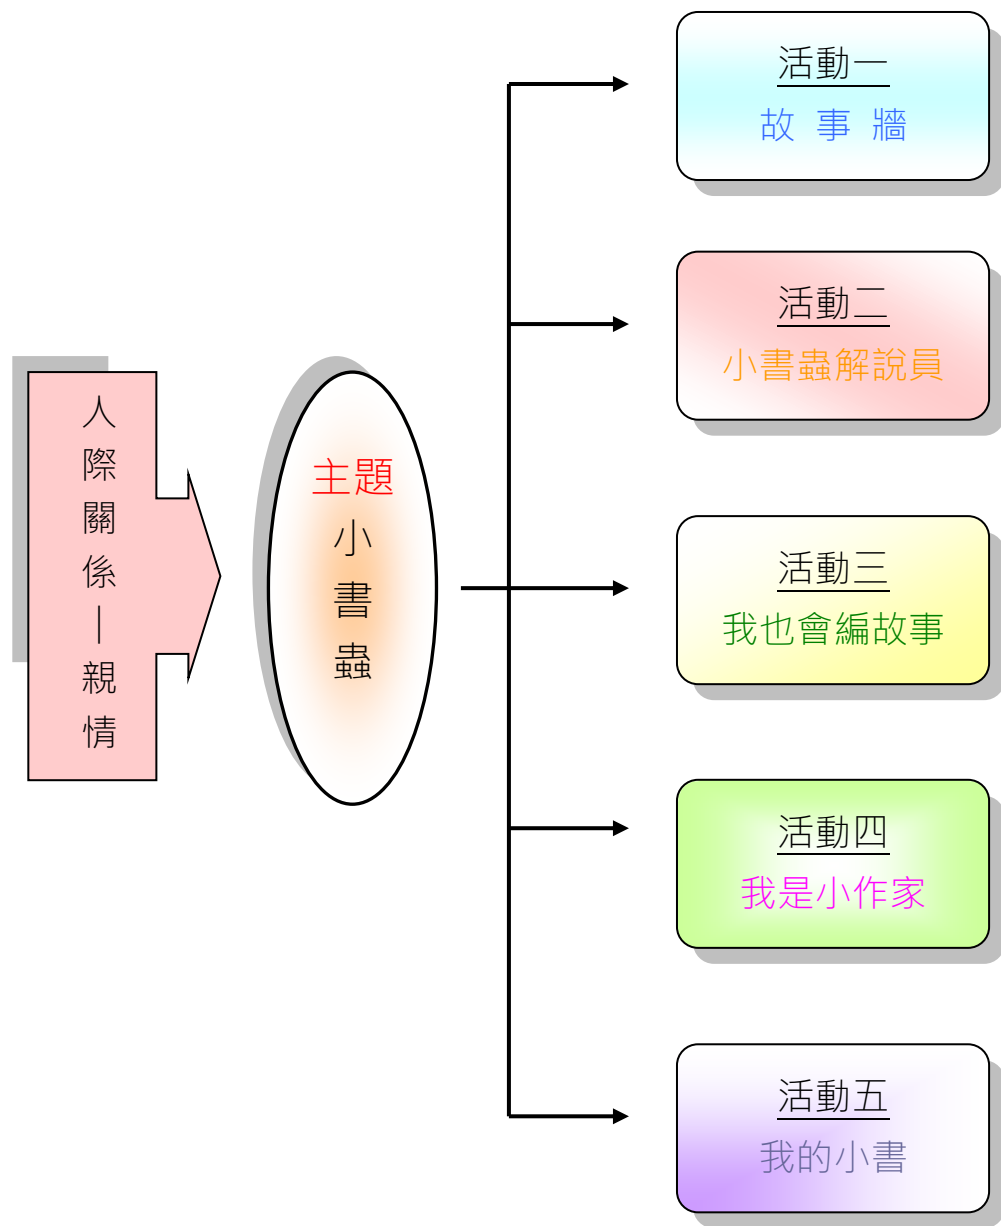 人際關係｜親情
主題
小書蟲
活動一
故 事 牆
活動二
小書蟲解說員
活動三
我也會編故事
活動四
我是小作家
活動五
我的小書